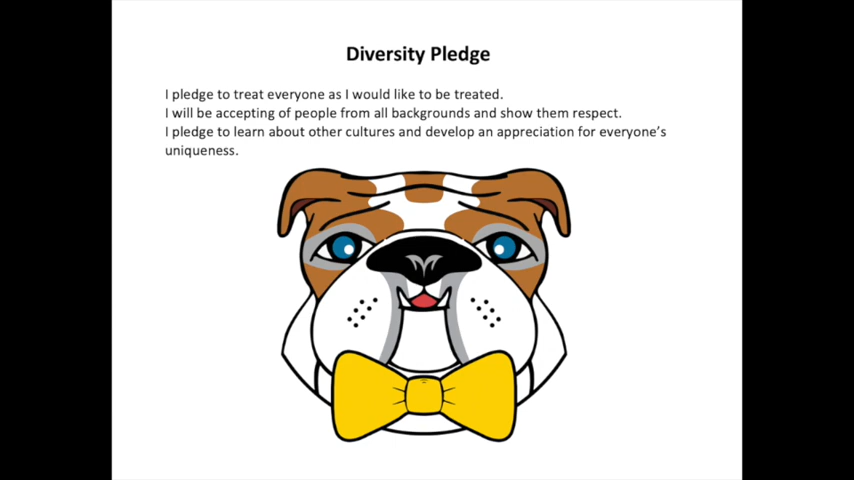 Diversity Pledge
I pledge to treat everyone as I would like to be treated.
I will be accepting of people from all backgrounds and show them respect.
I pledge to learn about other cultures and develop an appreciation for everyone's
uniqueness.